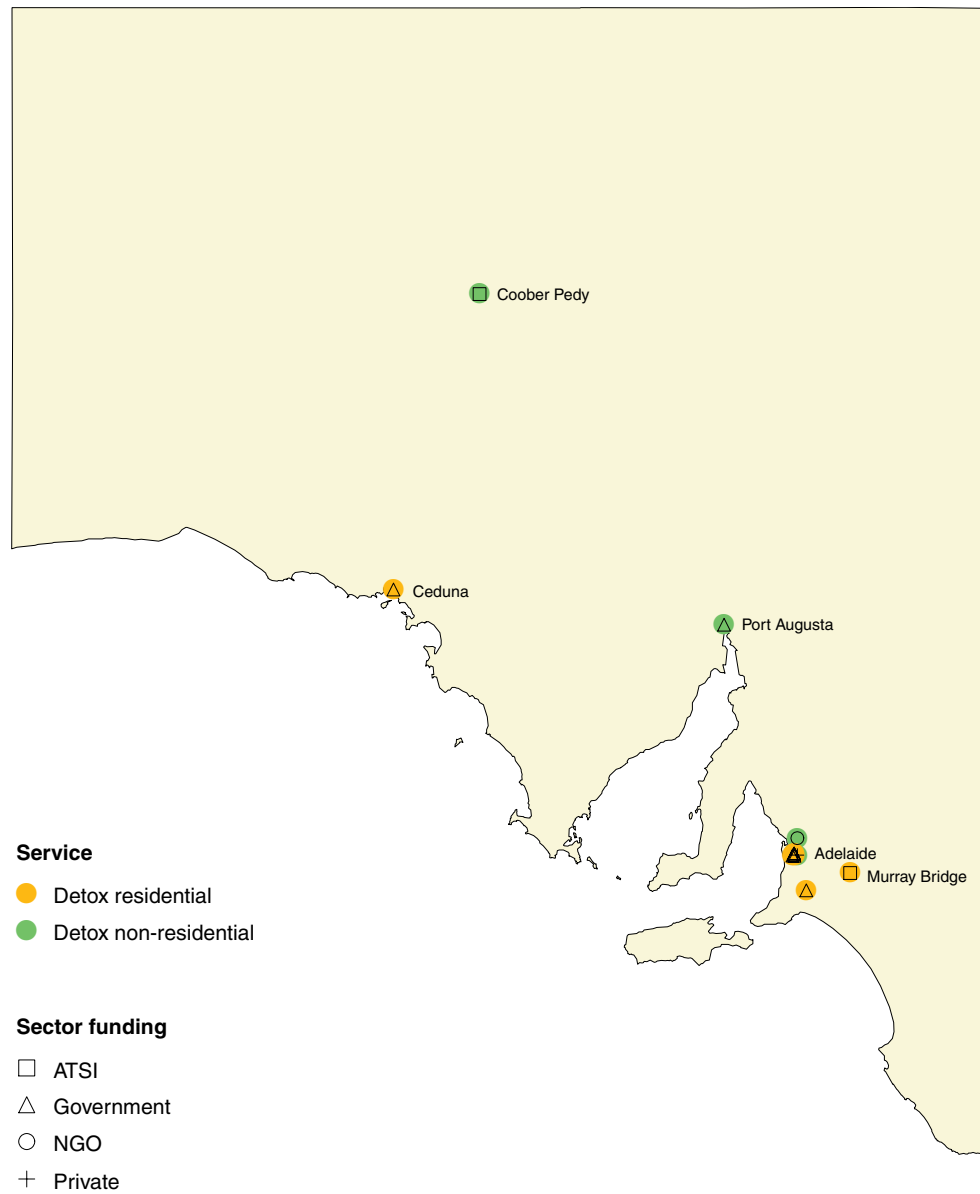 Coober Pedy
Ceduna
Port Augusta
Adelaide
Murray Bridge
Service
Detox residential
Detox non-residential
Sector funding
ATSI
Government
NGO
Private